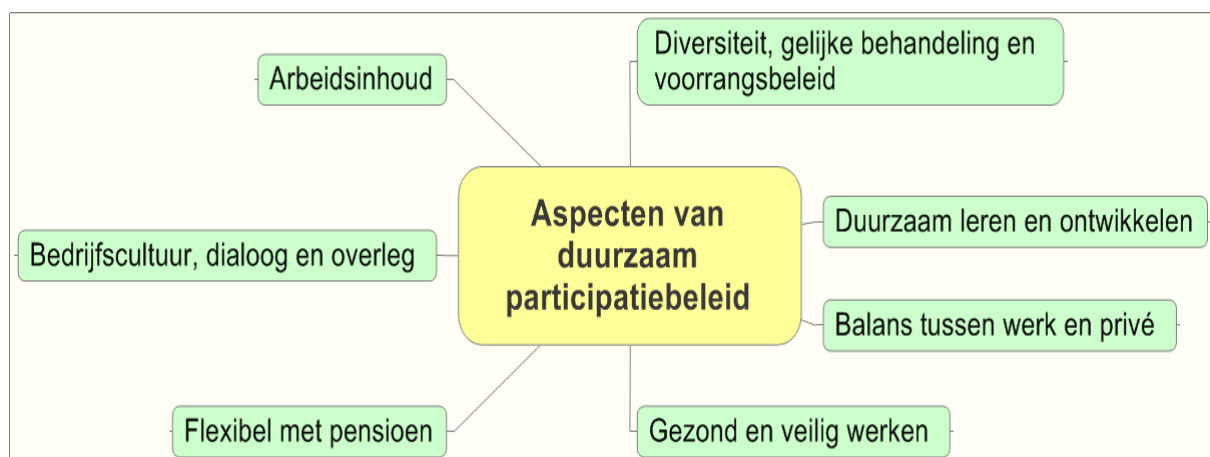 Diversiteit, gelijke behandeling en
voorrangsbeleid
Arbeidsinhoud
Aspecten van
duurzaam
participatiebeleid
Duurzaam leren en ontwikkelen
Bedrijfscultuur, dialoog en overleg
Balans tussen werk en privé
Flexibel met pensioen
Gezond en veilig werken